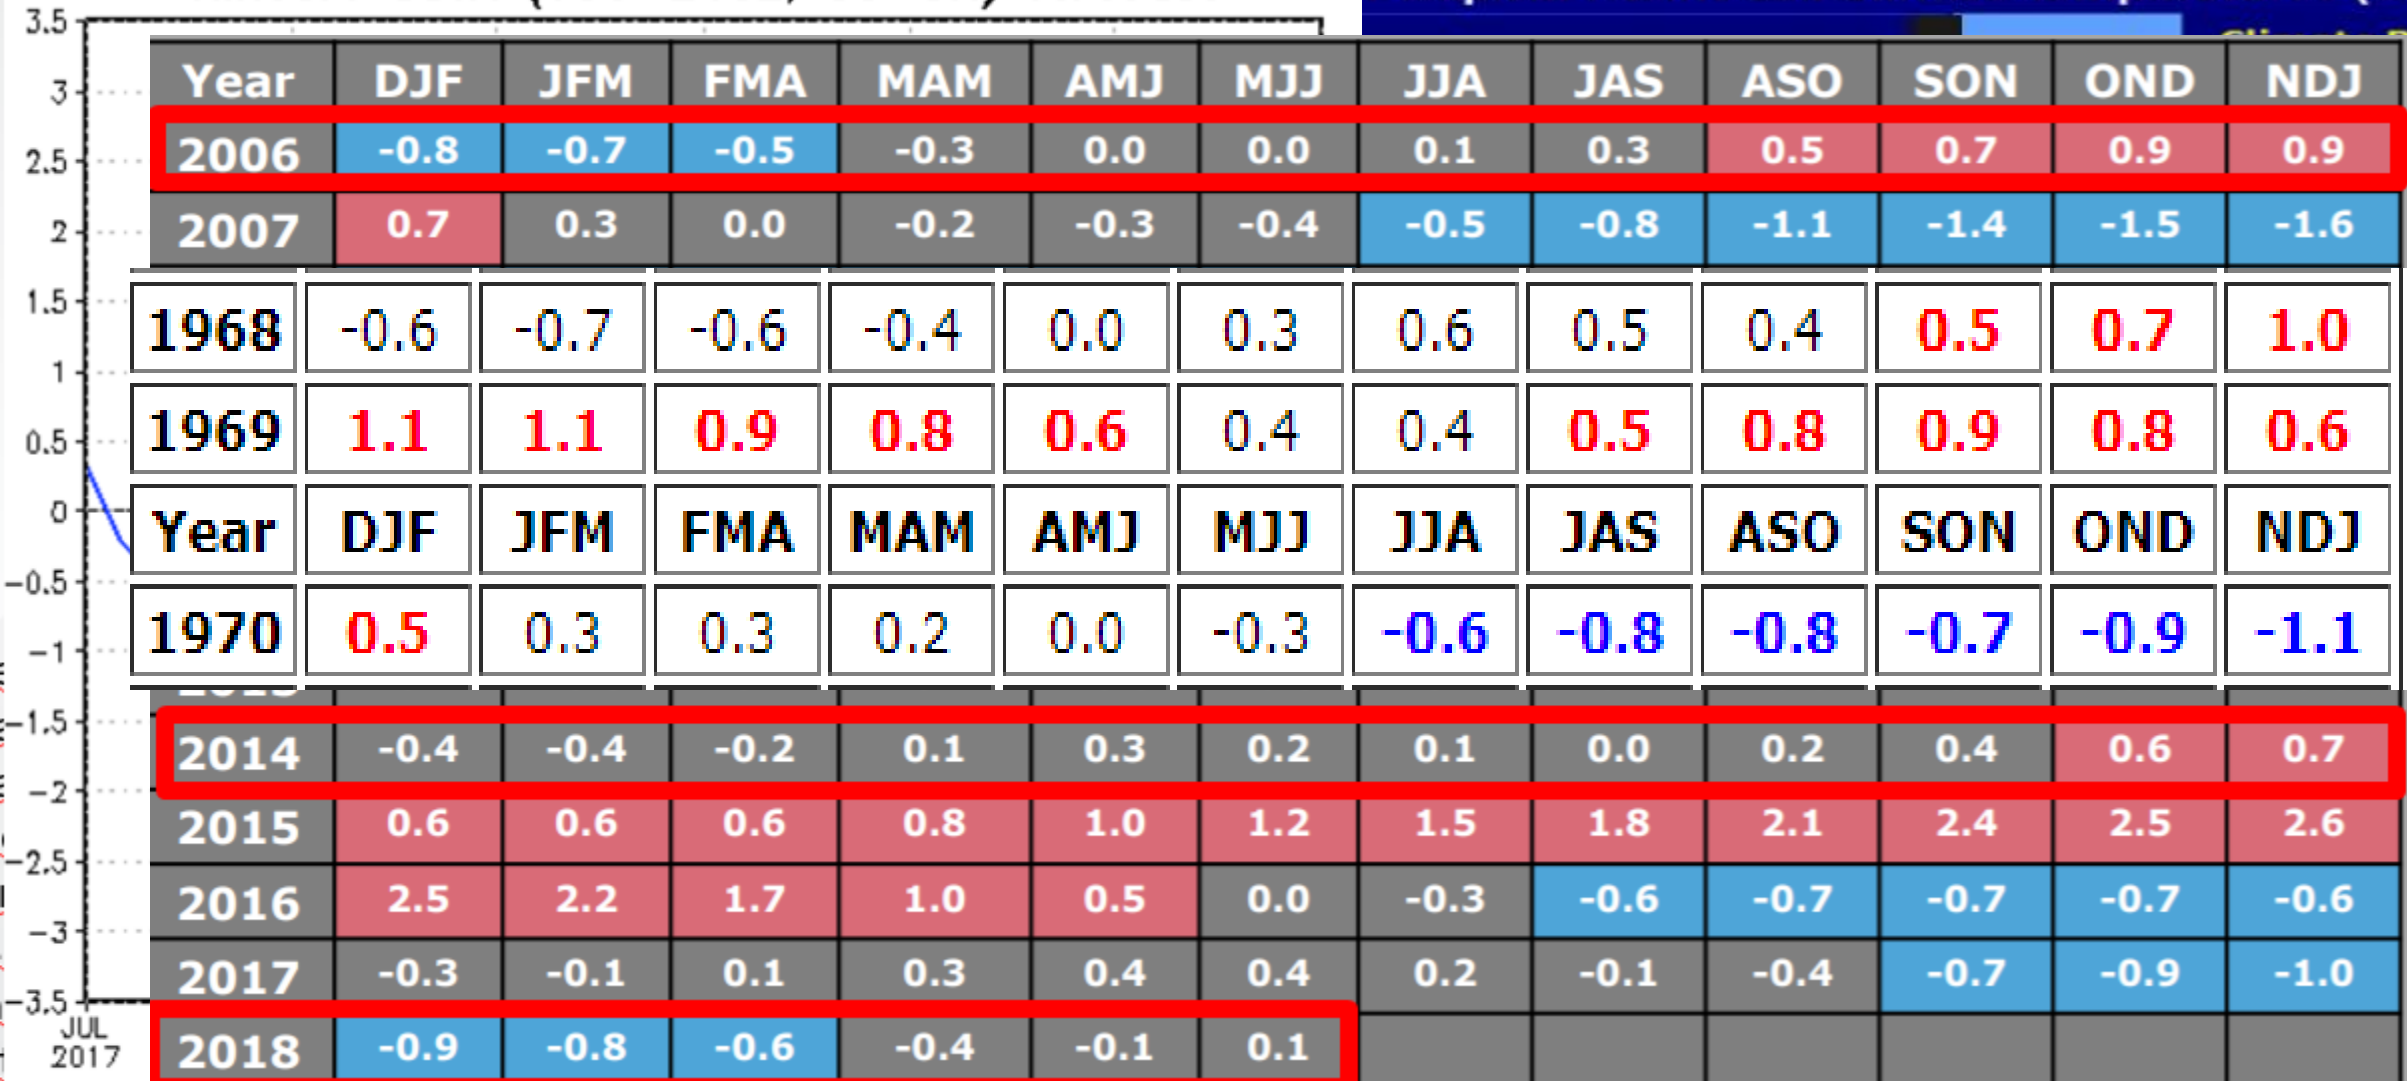 3.5
3
2.5
2
1.5
1
0.5
0
−0.5
−1
−1.5
−2
−2.5
−3
−3.5
JUL
2017
Year DJF JFM FMA MAM AMJ MJJ JJA JAS ASO SON OND NDJ
2006 -0.8 -0.7 -0.5 -0.3 0.0 0.0 0.1 0.3 0.5 0.7 0.9 0.9
2007 0.7 0.3 0.0 -0.2 -0.3 -0.4 -0.5 -0.8 -1.1 -1.4 -1.5 -1.6
1968 -0.6 -0.7 -0.6 -0.4 0.0 0.3 0.6 0.5 0.4 0.5 0.7 1.0
1969 1.1 1.1 0.9 0.8 0.6 0.4 0.4 0.5 0.8 0.9 0.8 0.6
Year DJF JFM FMA MAM AMJ MJJ JJA JAS ASO SON OND NDJ
1970 0.5 0.3 0.3 0.2 0.0 -0.3 -0.6 -0.8 -0.8 -0.7 -0.9 -1.1
2014 -0.4 -0.4 -0.2 0.1 0.3 0.2 0.1 0.0 0.2 0.4 0.6 0.7
2015 0.6 0.6 0.6 0.8 1.0 1.2 1.5 1.8 2.1 2.4 2.5 2.6
2016 2.5 2.2 1.7 1.0 0.5 0.0 -0.3 -0.6 -0.7 -0.7 -0.7 -0.6
2017 -0.3 -0.1 0.1 0.3 0.4 0.4 0.2 -0.1 -0.4 -0.7 -0.9 -1.0
2018 -0.9 -0.8 -0.6 -0.4 -0.1 0.1